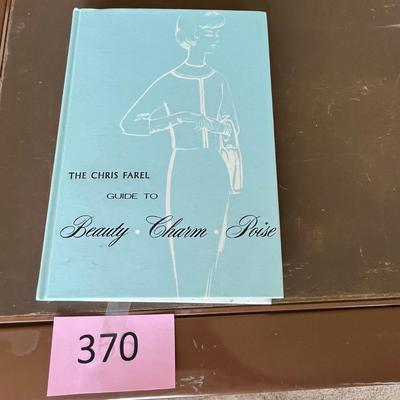 THE CHRIS FAREL
GUIDE TO
Beauty · Charm · Poise
370